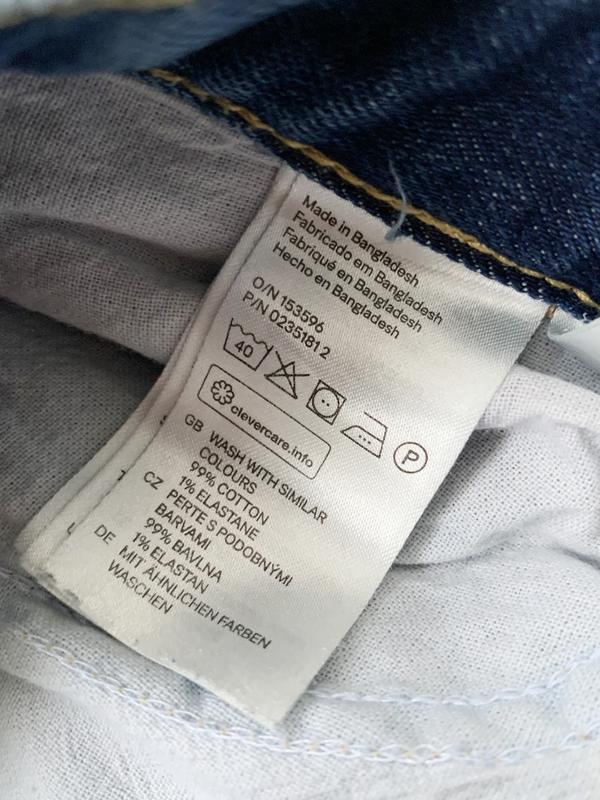 Made in Bangladesh
Fabricado em Bangladesh
Fabriqué en Bangladesh
Hecho en Bangladesh
O/N 153596
P/N 0235181 2
40
P
clevercare.info
GB WASH WITH SIMILAR
COLOURS
99% COTTON
1% ELASTANE
CZ PERTE S PODOBNÝMI
BARVAMI
99% BAVLNA
1% ELASTAN
DE MIT ÄHNLICHEN FARBEN
WASCHEN